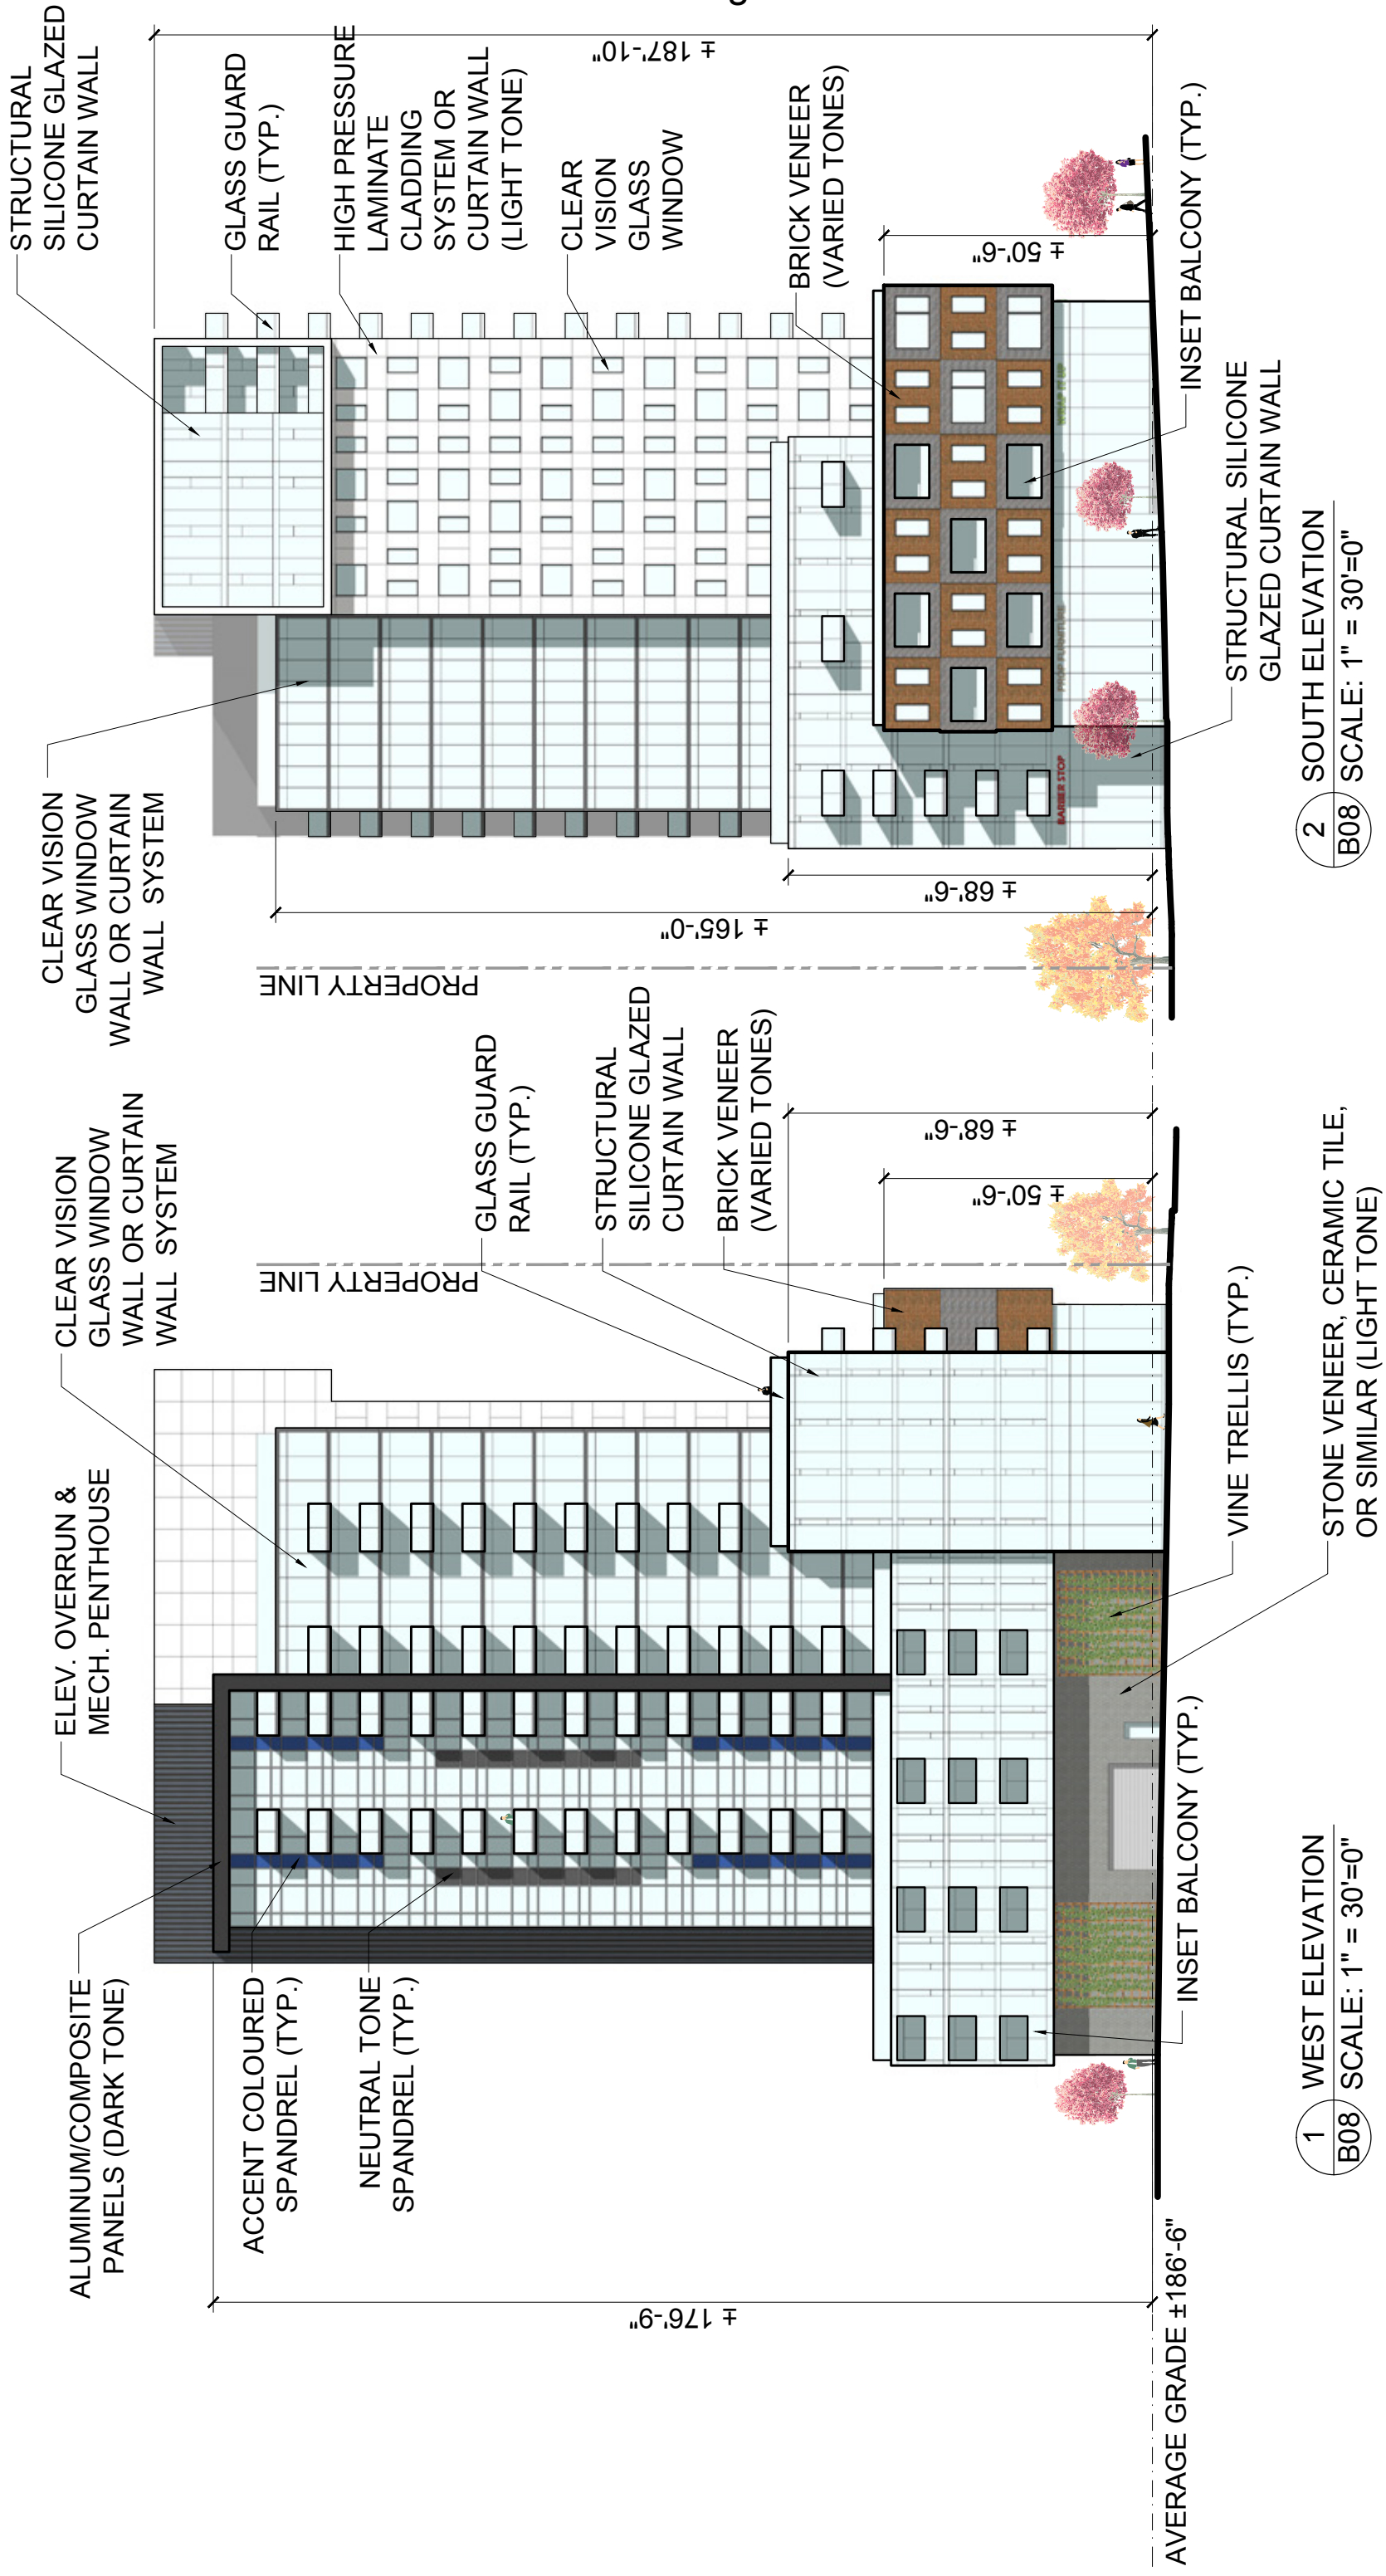 ALUMINUM/COMPOSITE
PANELS (DARK TONE)
ELEV. OVERRUN &
MECH. PENTHOUSE
CLEAR VISION
GLASS WINDOW
WALL OR CURTAIN
WALL SYSTEM
ACCENT COLOURED
SPANDREL (TYP.)
NEUTRAL TONE
SPANDREL (TYP.)
GLASS GUARD
RAIL (TYP.)
STRUCTURAL
SILICONE GLAZED
CURTAIN WALL
BRICK VENEER
(VARIED TONES)
PROPERTY LINE
± 176'-9"
± 68'-6"
± 50'-6"
AVERAGE GRADE ±186'-6"
INSET BALCONY (TYP.)
VINE TRELLIS (TYP.)
STONE VENEER, CERAMIC TILE,
OR SIMILAR (LIGHT TONE)
1
B08
WEST ELEVATION
SCALE: 1" = 30'=0"
CLEAR VISION
GLASS WINDOW
WALL OR CURTAIN
WALL SYSTEM
STRUCTURAL
SILICONE GLAZED
CURTAIN WALL
GLASS GUARD
RAIL (TYP.)
HIGH PRESSURE
LAMINATE
CLADDING
SYSTEM OR
CURTAIN WALL
(LIGHT TONE)
CLEAR
VISION
GLASS
WINDOW
BRICK VENEER
(VARIED TONES)
PROPERTY LINE
± 165'-0"
± 68'-6"
± 187'-10"
± 50'-6"
BARBER STOP
PROP FURNITURE
STRUCTURAL SILICONE
GLAZED CURTAIN WALL
INSET BALCONY (TYP.)
2
B08
SOUTH ELEVATION
SCALE: 1" = 30'=0"